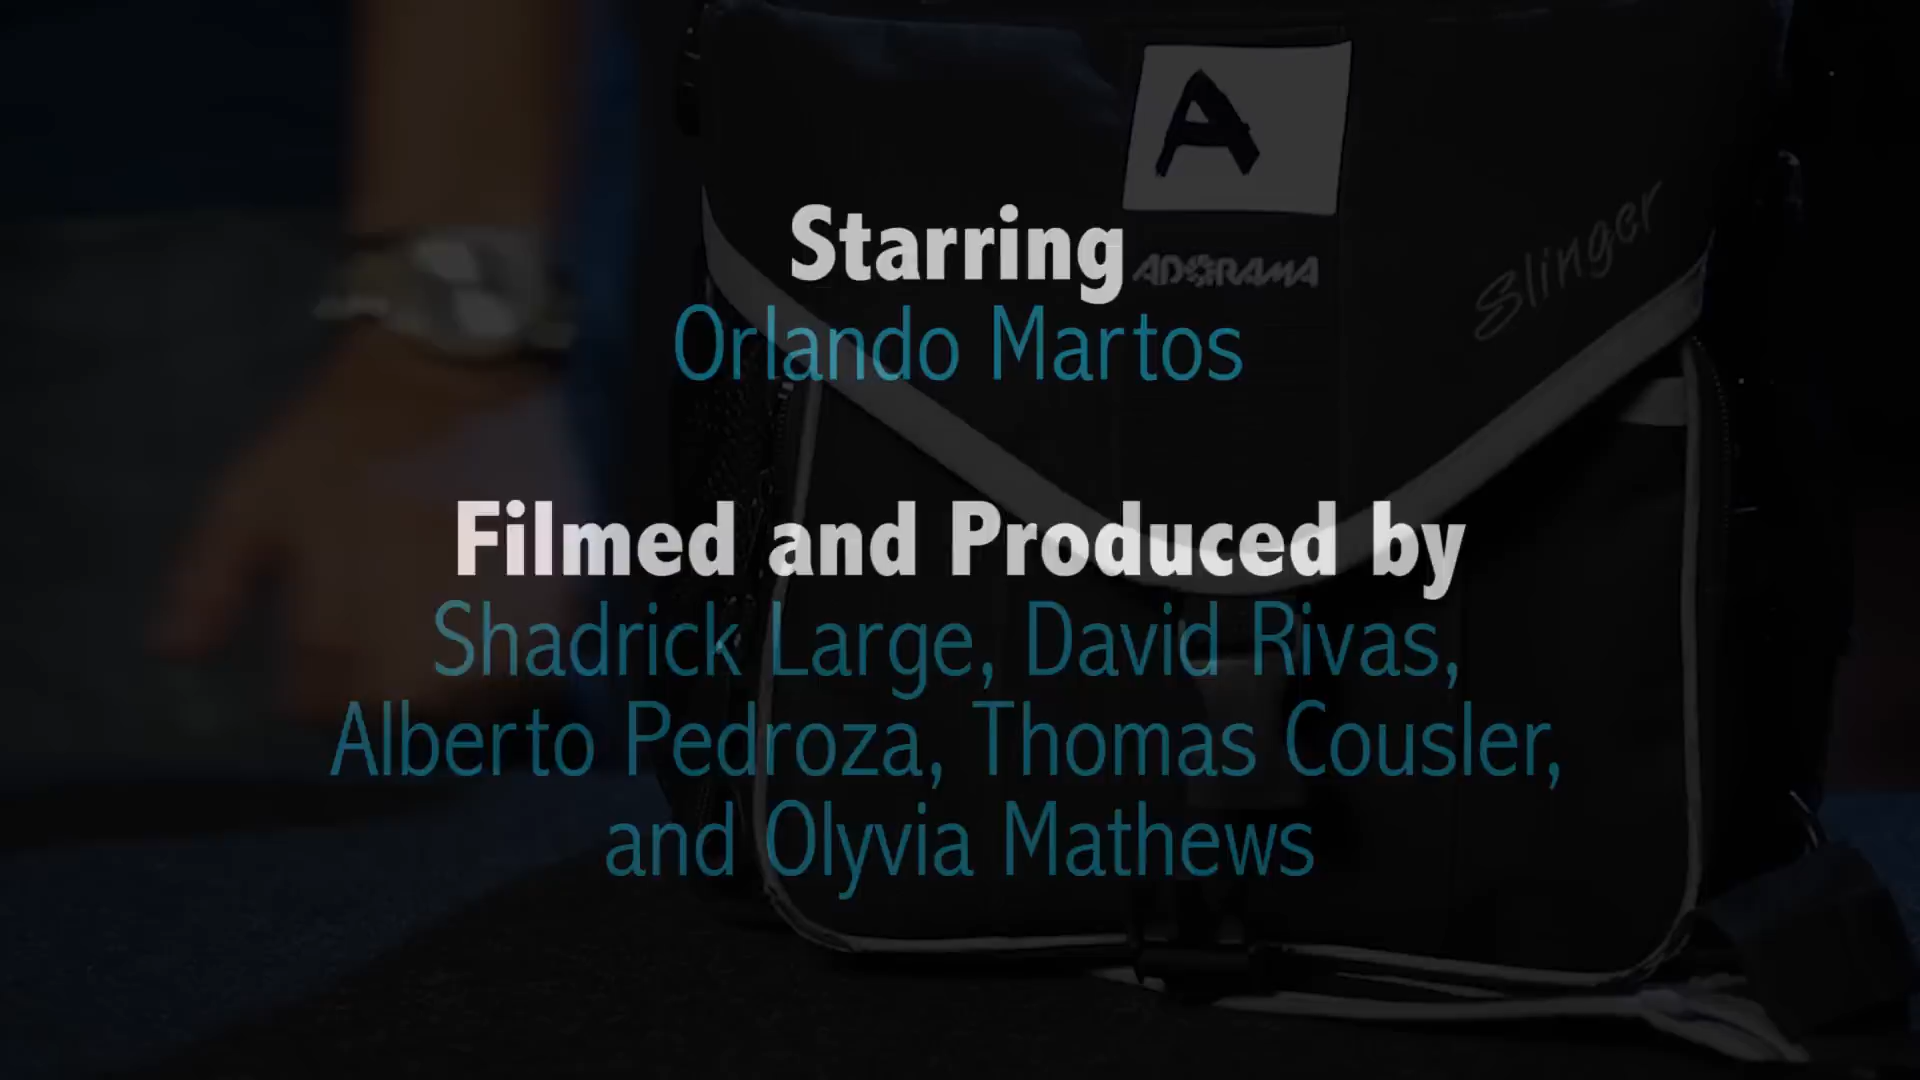 A
Starring
ADORAMA
Slinger
Orlando Martos
Filmed and Produced by
Shadrick Large, David Rivas,
Alberto Pedroza, Thomas Cousler,
and Olyvia Mathews